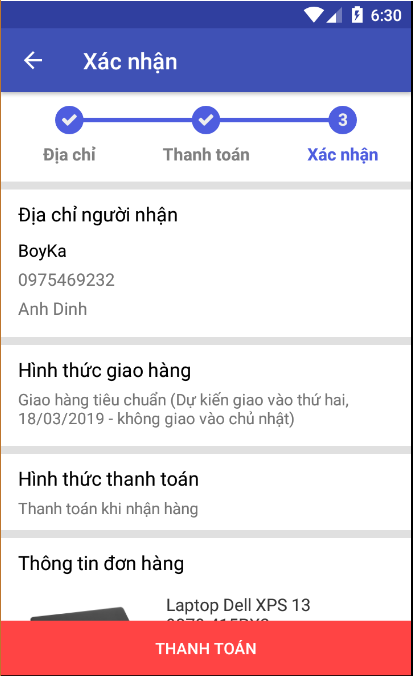 6:30
Xác nhận
3
Địa chỉ
Thanh toán
Xác nhận
Địa chỉ người nhận
BoyKa
0975469232
Anh Dinh
Hình thức giao hàng
Giao hàng tiêu chuẩn (Dự kiến giao vào thứ hai,
18/03/2019 - không giao vào chủ nhật)
Hình thức thanh toán
Thanh toán khi nhận hàng
Thông tin đơn hàng
Laptop Dell XPS 13
THANH TOÁN